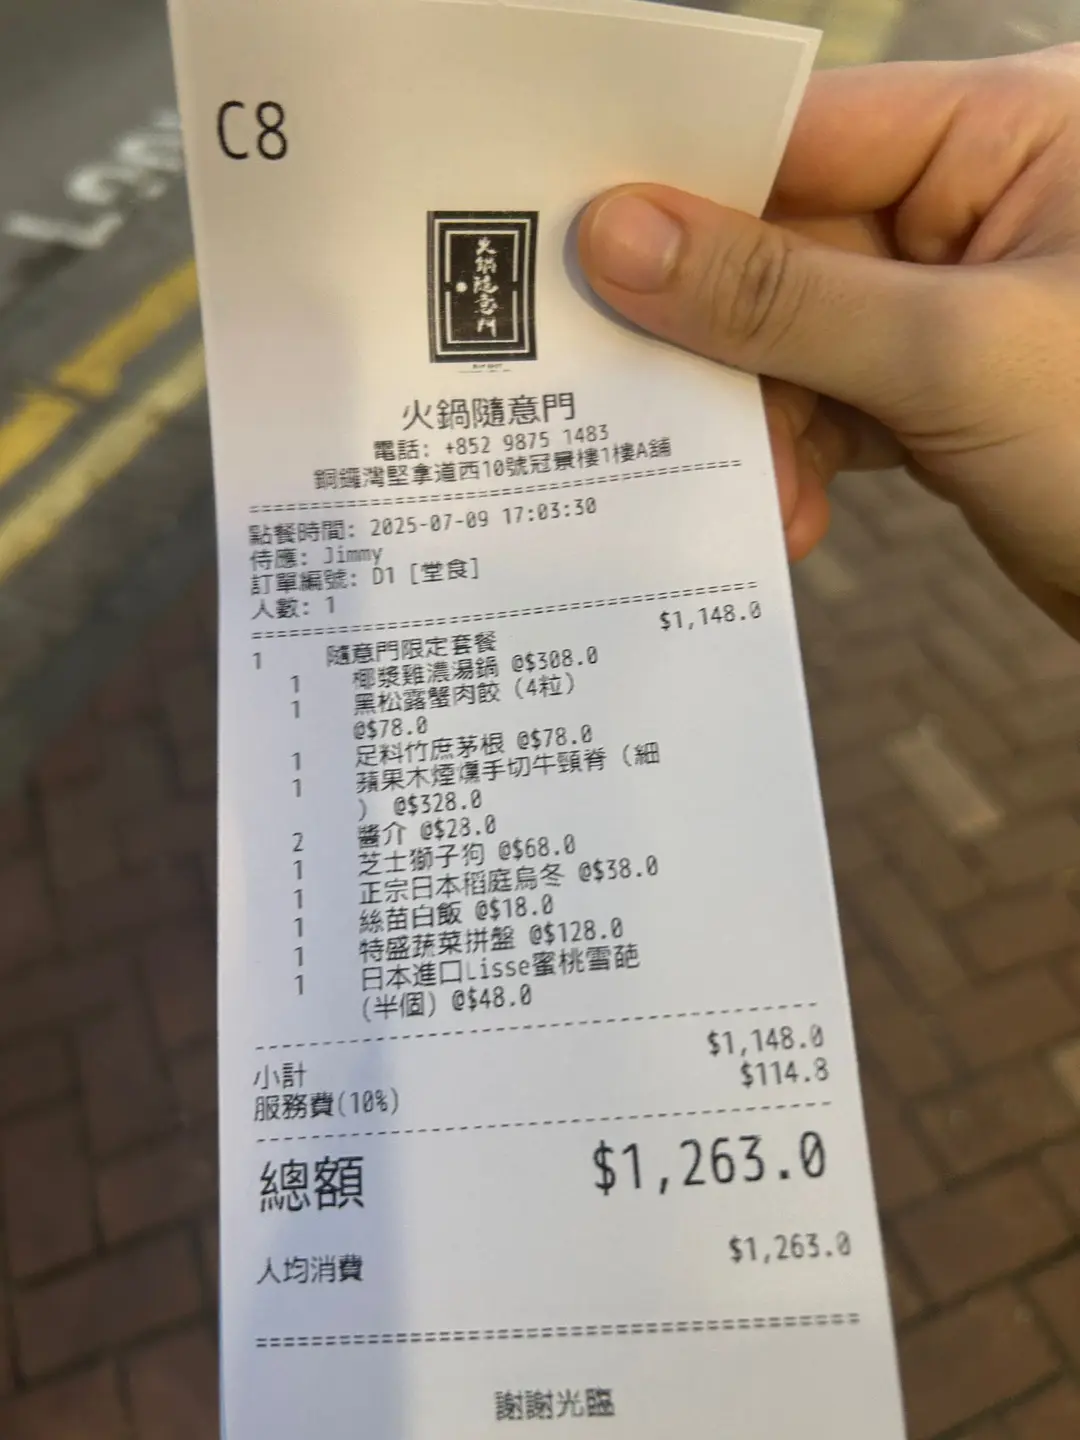 C8
火鍋隨意門
火鍋隨意門
電話: +852 9875 1483
銅鑼灣堅拿道西10號冠景樓1樓A舖
點餐時間: 2025-07-09 17:03:30
侍應: Jimmy
訂單編號: D1 [堂食]
人數: 1
1 隨意門限定套餐 $1,148.0
1 椰漿雞濃湯鍋 @$308.0
1 黑松露蟹肉餃（4粒）
@$78.0
1 足料竹庶茅根 @$78.0
1 蘋果木煙燻手切牛頸脊（細
） @$328.0
2 醬介 @$28.0
1 芝士獅子狗 @$68.0
1 正宗日本稻庭烏冬 @$38.0
1 絲苗白飯 @$18.0
1 特盛蔬菜拼盤 @$128.0
1 日本進口Lisse蜜桃雪葩
（半個）@$48.0
小計 $1,148.0
服務費(10%) $114.8
總額 $1,263.0
人均消費 $1,263.0
謝謝光臨